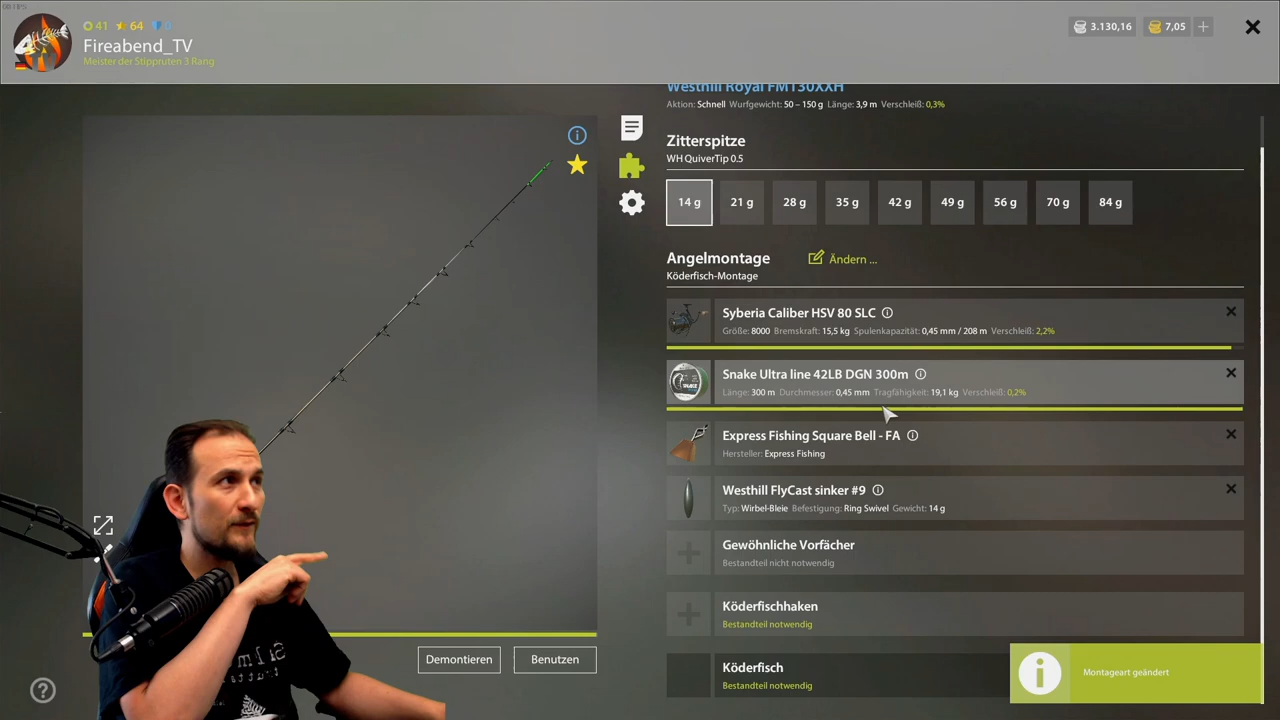 41 64 0
Fireabend_TV
Meister der Stippruten 3 Rang
3.130,16 7,05 +
Westhill Royal FM130XXH
Aktion: Schnell Wurfgewicht: 50 – 150 g Länge: 3,9 m Verschleiß: 0,3%
Zitterspitze
WH QuiverTip 0.5
14 g 21 g 28 g 35 g 42 g 49 g 56 g 70 g 84 g
Angelmontage Ändern ...
Köderfisch-Montage
Syberia Caliber HSV 80 SLC
Größe: 8000 Bremskraft: 15,5 kg Spulenkapazität: 0,45 mm / 208 m Verschleiß: 2,2%
Snake Ultra line 42LB DGN 300m
Länge: 300 m Durchmesser: 0,45 mm Tragfähigkeit: 19,1 kg Verschleiß: 0,2%
Express Fishing Square Bell - FA
Hersteller: Express Fishing
Westhill FlyCast sinker #9
Typ: Wirbel-Bleie Befestigung: Ring Swivel Gewicht: 14 g
Gewöhnliche Vorfächer
Bestandteil nicht notwendig
Köderfischhaken
Bestandteil notwendig
Köderfisch
Bestandteil notwendig
Montageart geändert
Demontieren Benutzen